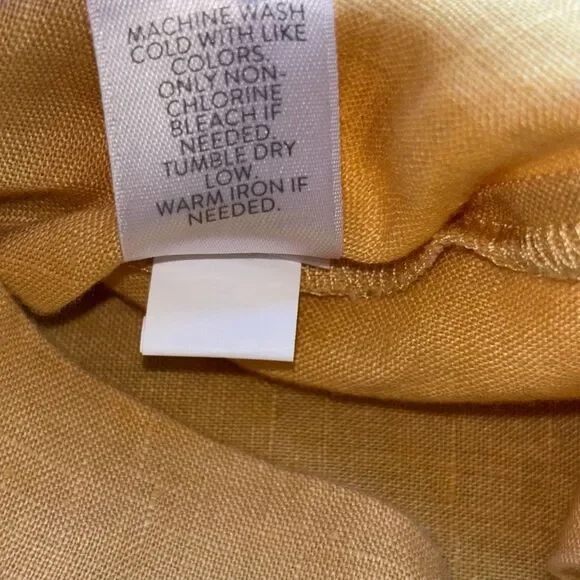 MACHINE WASH
COLD WITH LIKE
COLORS.
ONLY NON-
CHLORINE
BLEACH IF
NEEDED.
TUMBLE DRY
LOW.
WARM IRON IF
NEEDED.